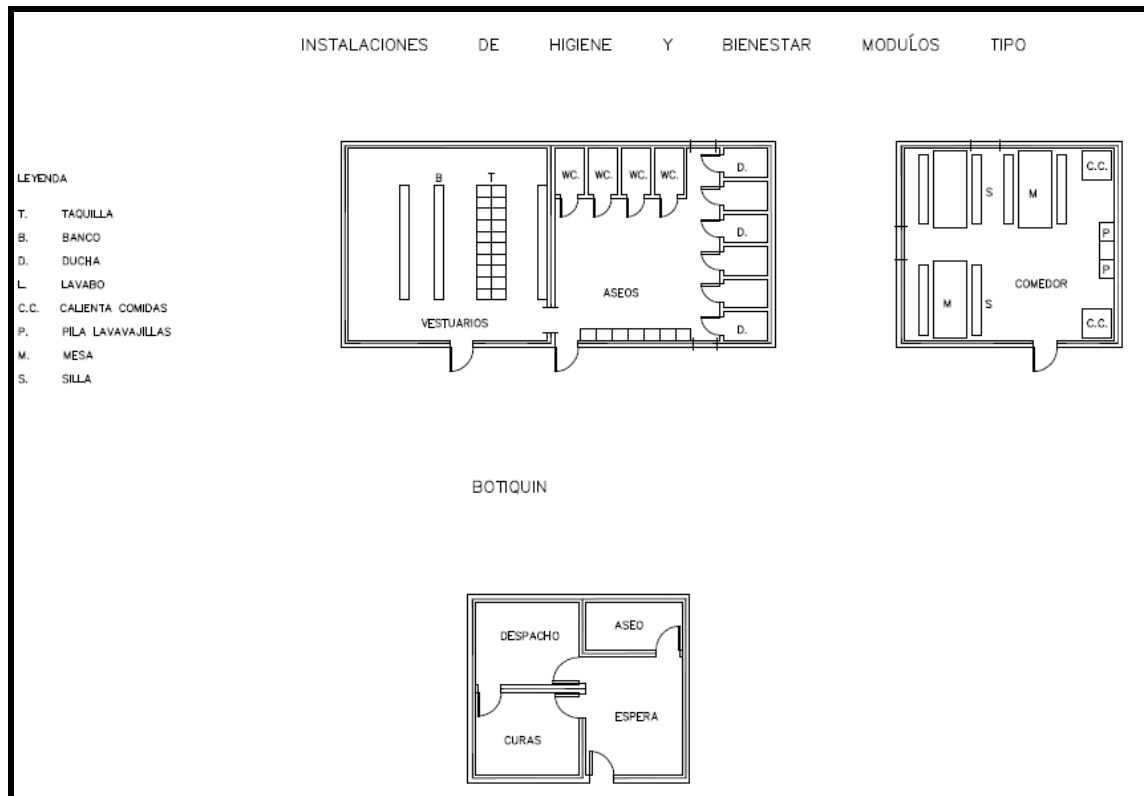 INSTALACIONES DE HIGIENE Y BIENESTAR MODUĹOS TIPO
LEYENDA
T. TAQUILLA
B. BANCO
D. DUCHA
L. LAVABO
C.C. CALIENTA COMIDAS
P. PILA LAVAVAJILLAS
M. MESA
S. SILLA
B T
WC. WC. WC. WC.
D.
D.
ASEOS
VESTUARIOS
D.
C.C.
S M
P
P
COMEDOR
M S
C.C.
BOTIQUIN
DESPACHO
ASEO
ESPERA
CURAS